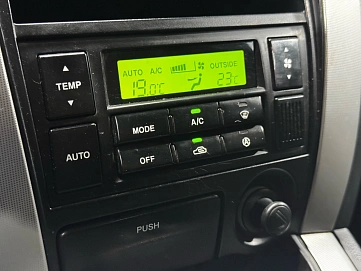 AUTO A/C OUTSIDE
19.0°C 23°C
TEMP
AUTO
MODE A/C
OFF
PUSH